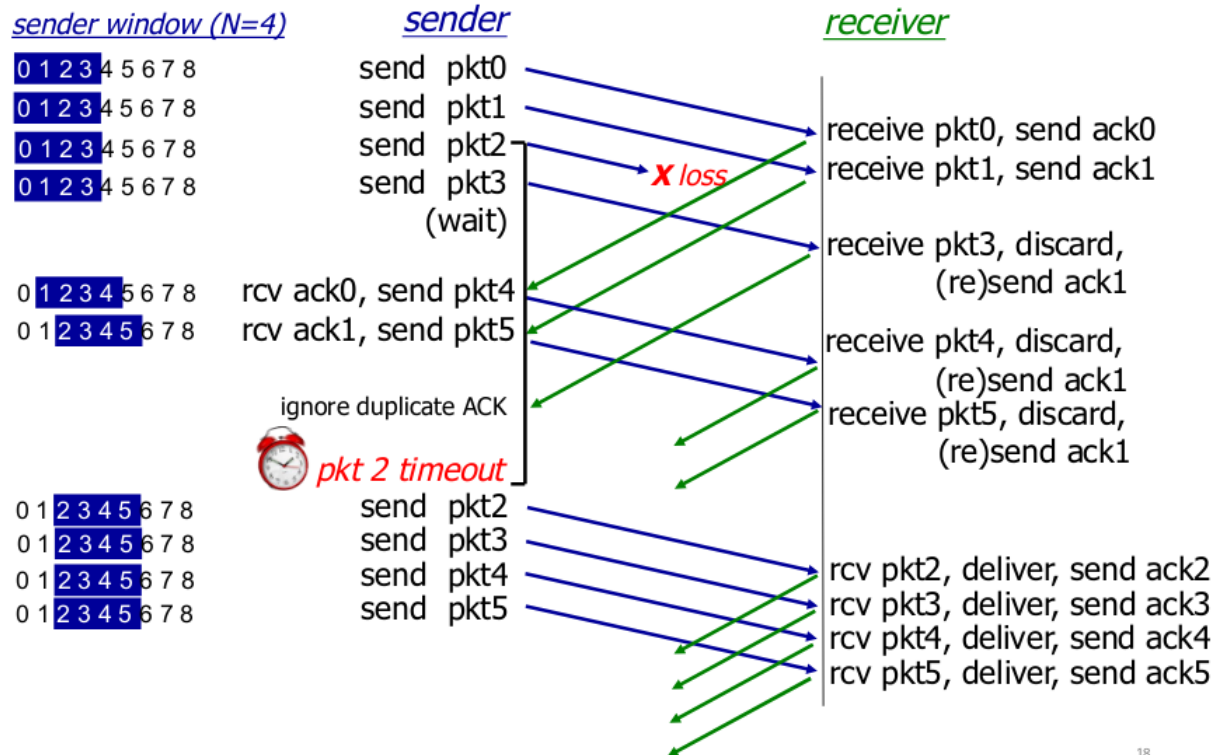 sender window (N=4)
sender
receiver
0 1 2 3 4 5 6 7 8
send pkt0
0 1 2 3 4 5 6 7 8
send pkt1
receive pkt0, send ack0
0 1 2 3 4 5 6 7 8
send pkt2
X loss
receive pkt1, send ack1
0 1 2 3 4 5 6 7 8
send pkt3
(wait)
receive pkt3, discard,
(re)send ack1
0 1 2 3 4 5 6 7 8
rcv ack0, send pkt4
0 1 2 3 4 5 6 7 8
rcv ack1, send pkt5
receive pkt4, discard,
(re)send ack1
ignore duplicate ACK
receive pkt5, discard,
(re)send ack1
pkt 2 timeout
0 1 2 3 4 5 6 7 8
send pkt2
0 1 2 3 4 5 6 7 8
send pkt3
0 1 2 3 4 5 6 7 8
send pkt4
0 1 2 3 4 5 6 7 8
send pkt5
rcv pkt2, deliver, send ack2
rcv pkt3, deliver, send ack3
rcv pkt4, deliver, send ack4
rcv pkt5, deliver, send ack5
18